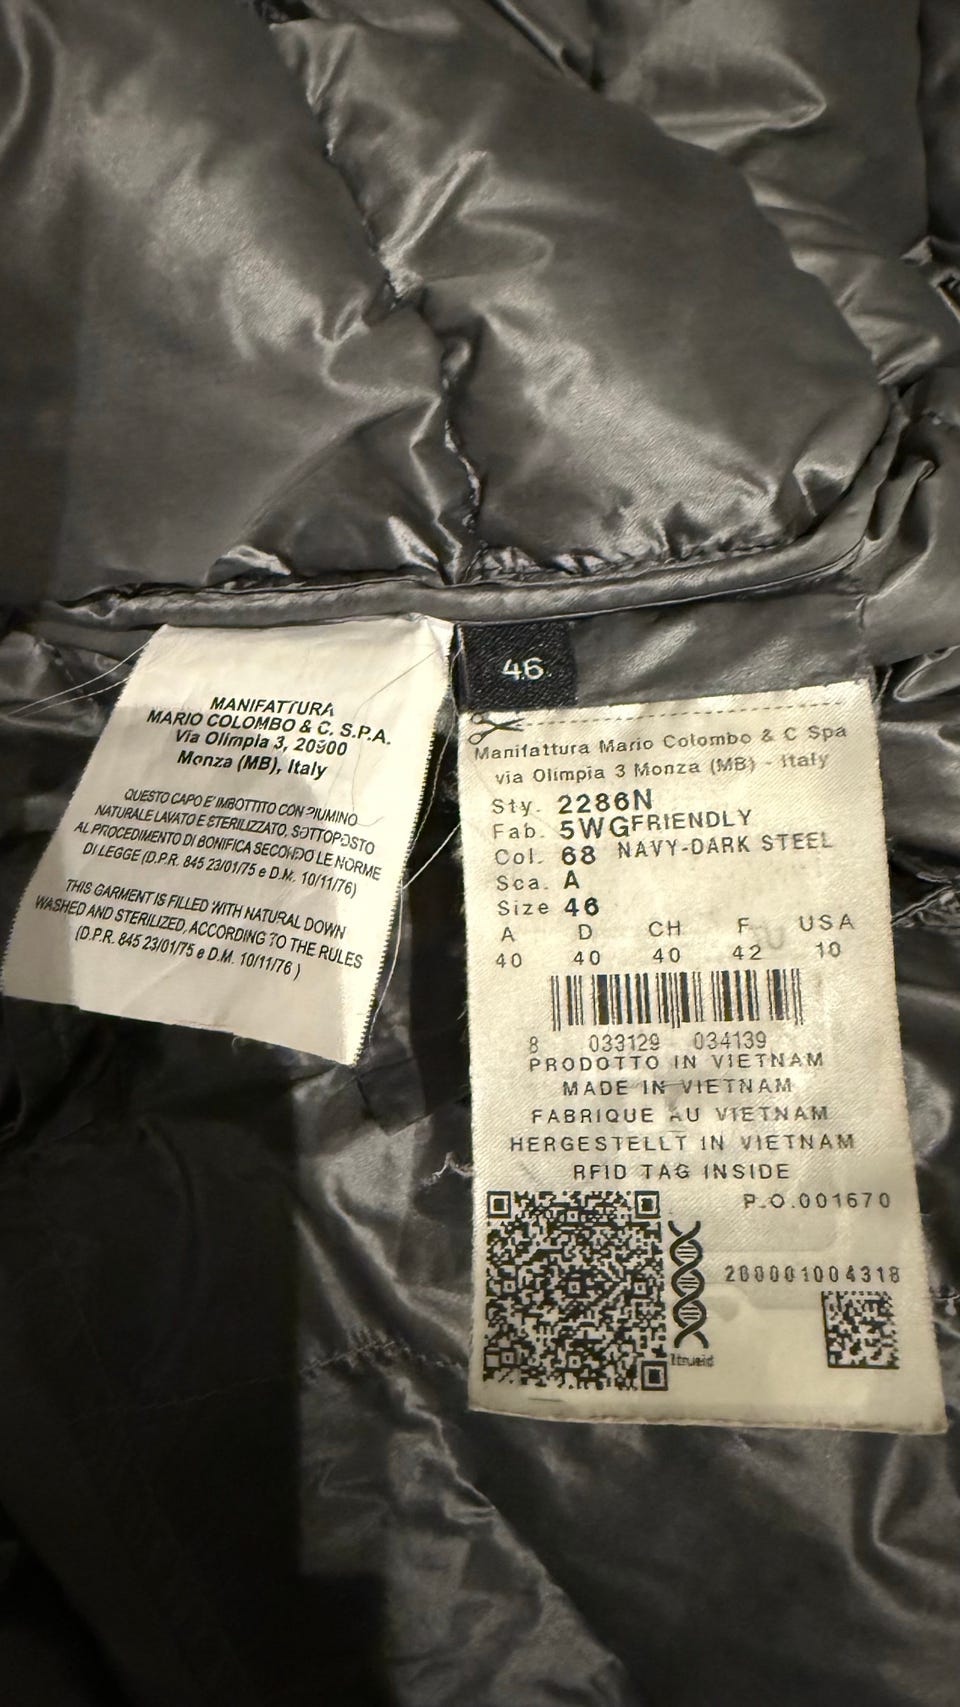 MANIFATTURA
MARIO COLOMBO & C. S.P.A.
Via Olimpia 3, 20900
Monza (MB), Italy
QUESTO CAPO E' IMBOTTITO CON PIUMINO
NATURALE LAVATO E STERILIZZATO, SOTTOPOSTO
AL PROCEDIMENTO DI BONIFICA SECONDO LE NORME
DI LEGGE (D.P.R. 845 23/01/75 e D.M. 10/11/76)
THIS GARMENT IS FILLED WITH NATURAL DOWN
WASHED AND STERILIZED, ACCORDING TO THE RULES
(D.P.R. 845 23/01/75 e D.M. 10/11/76 )
46
Manifattura Mario Colombo & C Spa
via Olimpia 3 Monza (MB) - Italy
Sty. 2286N
Fab. 5WGFRIENDLY
Col. 68 NAVY-DARK STEEL
Sca. A
Size 46
A D CH F USA
40 40 40 42 10
8 033129 034139
PRODOTTO IN VIETNAM
MADE IN VIETNAM
FABRIQUE AU VIETNAM
HERGESTELLT IN VIETNAM
RFID TAG INSIDE
P.O.001670
200001004318
itrueid